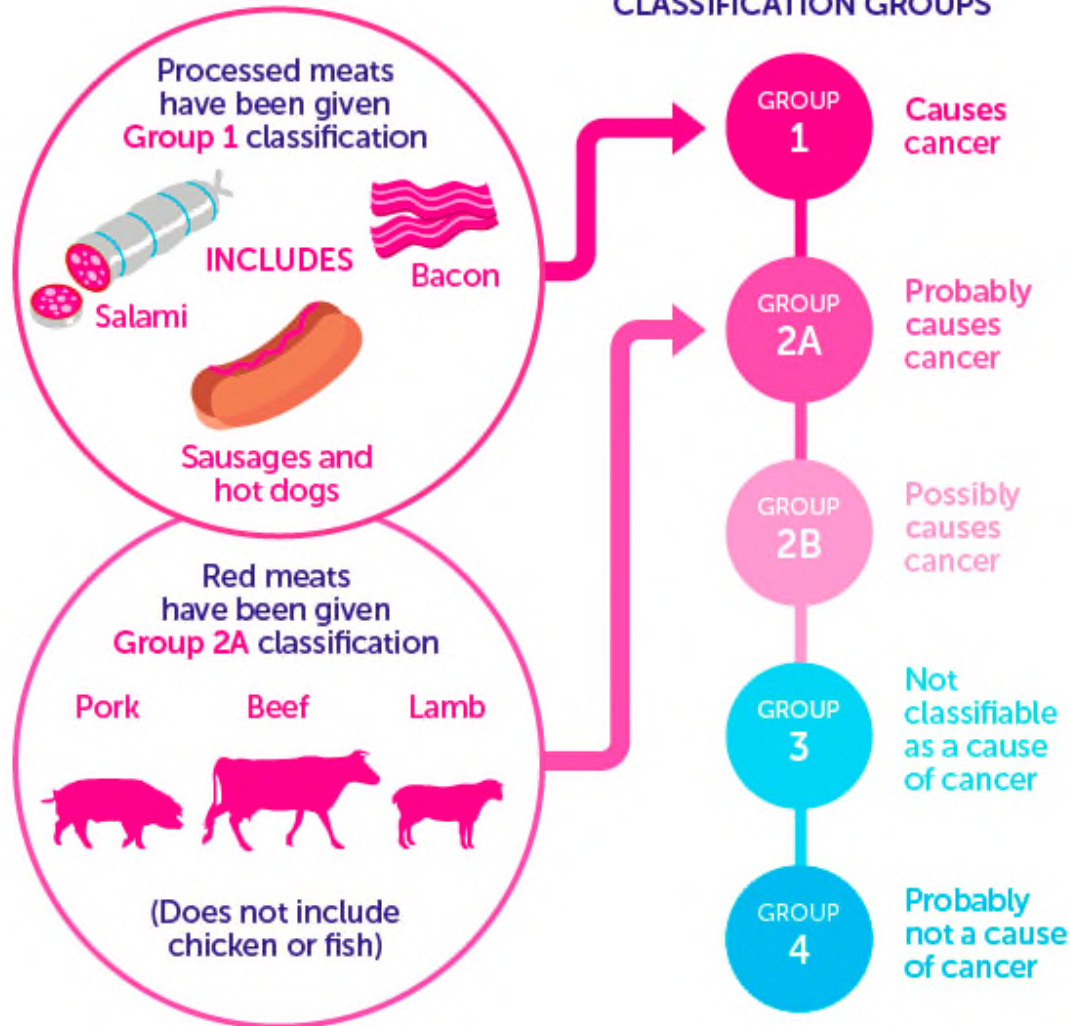 CLASSIFICATION GROUPS
Processed meats
have been given
Group 1 classification
INCLUDES
Bacon
Salami
Sausages and
hot dogs
Red meats
have been given
Group 2A classification
Pork
Beef
Lamb
(Does not include
chicken or fish)
GROUP
1
Causes
cancer
GROUP
2A
Probably
causes
cancer
GROUP
2B
Possibly
causes
cancer
GROUP
3
Not
classifiable
as a cause
of cancer
GROUP
4
Probably
not a cause
of cancer